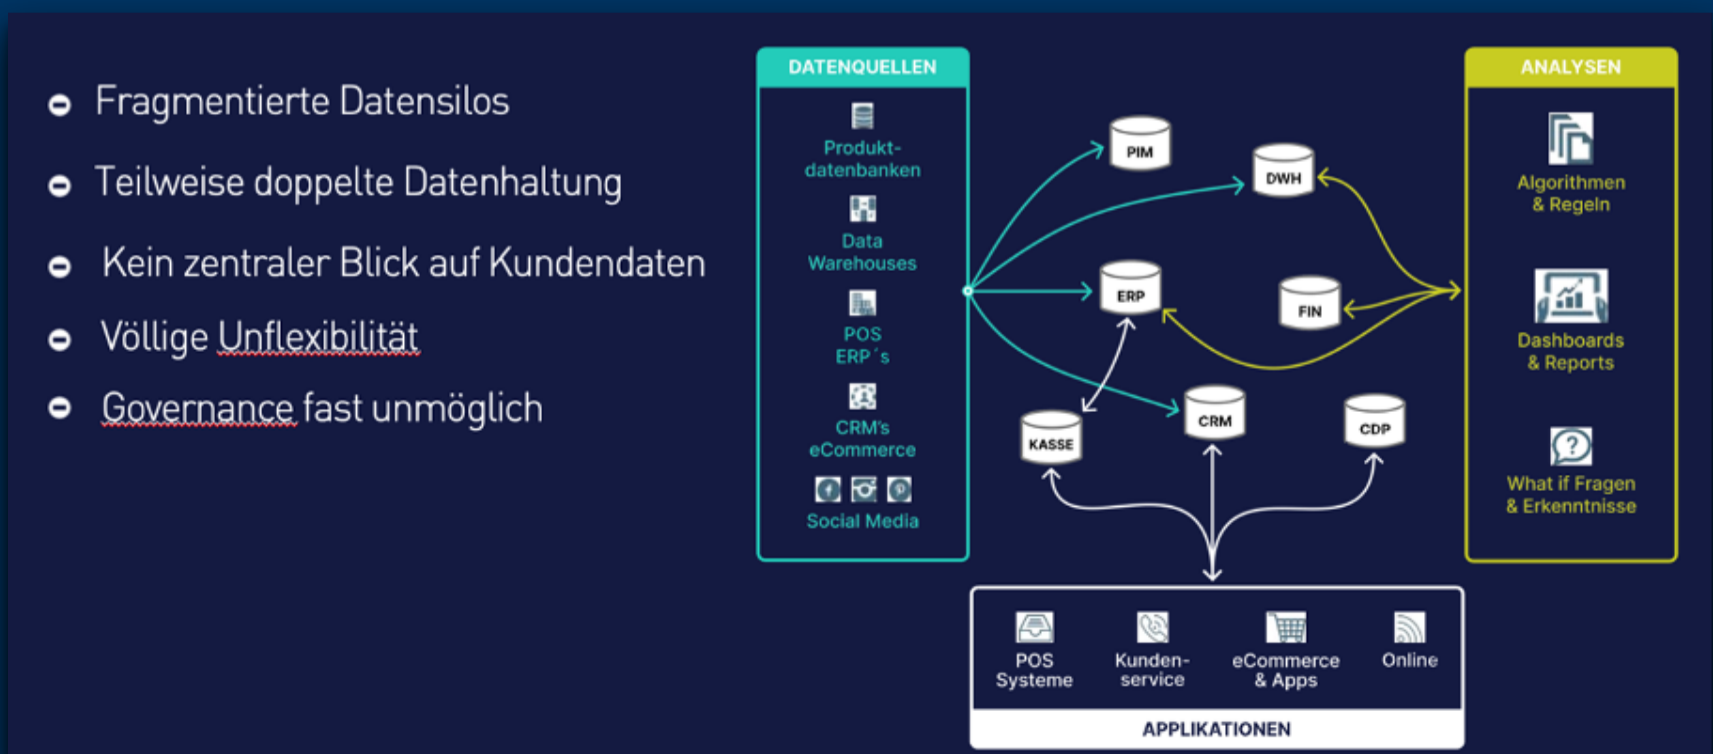 Fragmentierte Datensilos
Teilweise doppelte Datenhaltung
Kein zentraler Blick auf Kundendaten
Völlige Unflexibilität
Governance fast unmöglich
DATENQUELLEN
Produkt-
datenbanken
Data
Warehouses
POS
ERP´s
CRM's
eCommerce
Social Media
PIM
DWH
ERP
FIN
KASSE
CRM
CDP
ANALYSEN
Algorithmen
& Regeln
Dashboards
& Reports
What if Fragen
& Erkenntnisse
POS
Systeme
Kunden-
service
eCommerce
& Apps
Online
APPLIKATIONEN